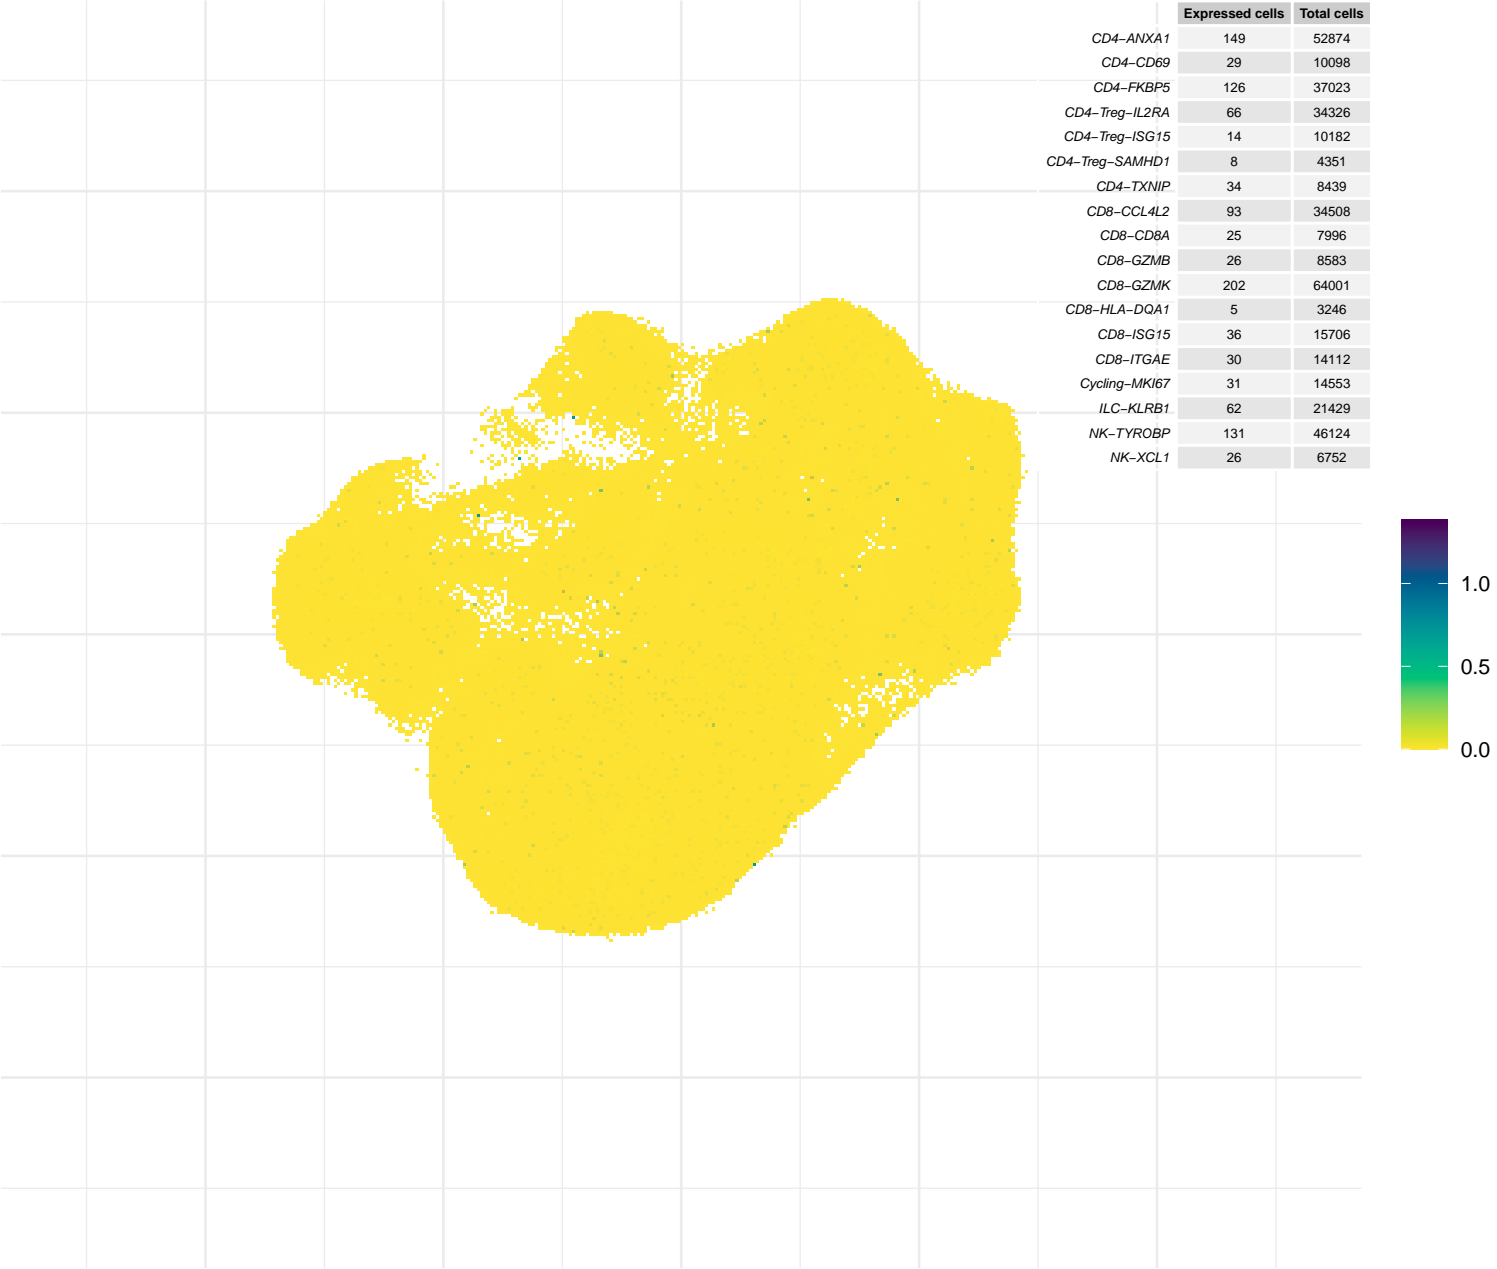 Expressed cells Total cells
CD4−ANXA1 149 52874
CD4−CD69 29 10098
CD4−FKBP5 126 37023
CD4−Treg−IL2RA 66 34326
CD4−Treg−ISG15 14 10182
CD4−Treg−SAMHD1 8 4351
CD4−TXNIP 34 8439
CD8−CCL4L2 93 34508
CD8−CD8A 25 7996
CD8−GZMB 26 8583
CD8−GZMK 202 64001
CD8−HLA−DQA1 5 3246
CD8−ISG15 36 15706
CD8−ITGAE 30 14112
Cycling−MKI67 31 14553
ILC−KLRB1 62 21429
NK−TYROBP 131 46124
NK−XCL1 26 6752
1.0
0.5
0.0